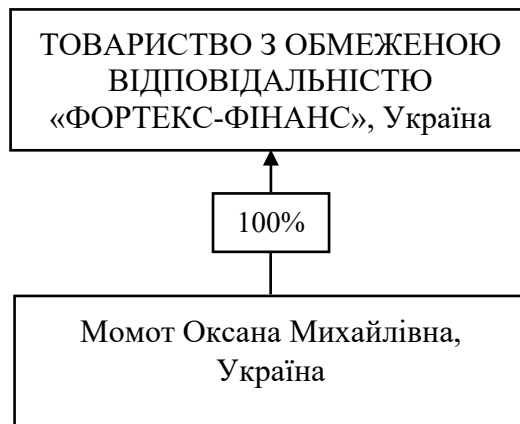 ТОВАРИСТВО З ОБМЕЖЕНОЮ
ВІДПОВІДАЛЬНІСТЮ
«ФОРТЕКС-ФІНАНС», Україна
100%
Момот Оксана Михайлівна,
Україна